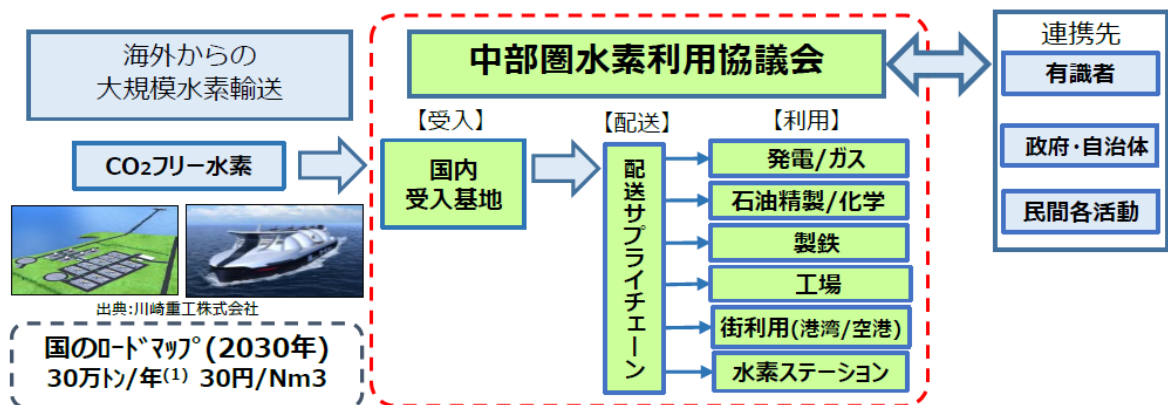 海外からの
大規模水素輸送
CO₂フリー水素
出典:川崎重工株式会社
国のﾛｰﾄﾞﾏｯﾌﾟ(2030年)
30万ﾄﾝ/年⁽¹⁾ 30円/Nm3
中部圏水素利用協議会
【受入】
国内
受入基地
【配送】
配送サプライチェーン
【利用】
発電/ガス
石油精製/化学
製鉄
工場
街利用(港湾/空港)
水素ステーション
連携先
有識者
政府・自治体
民間各活動